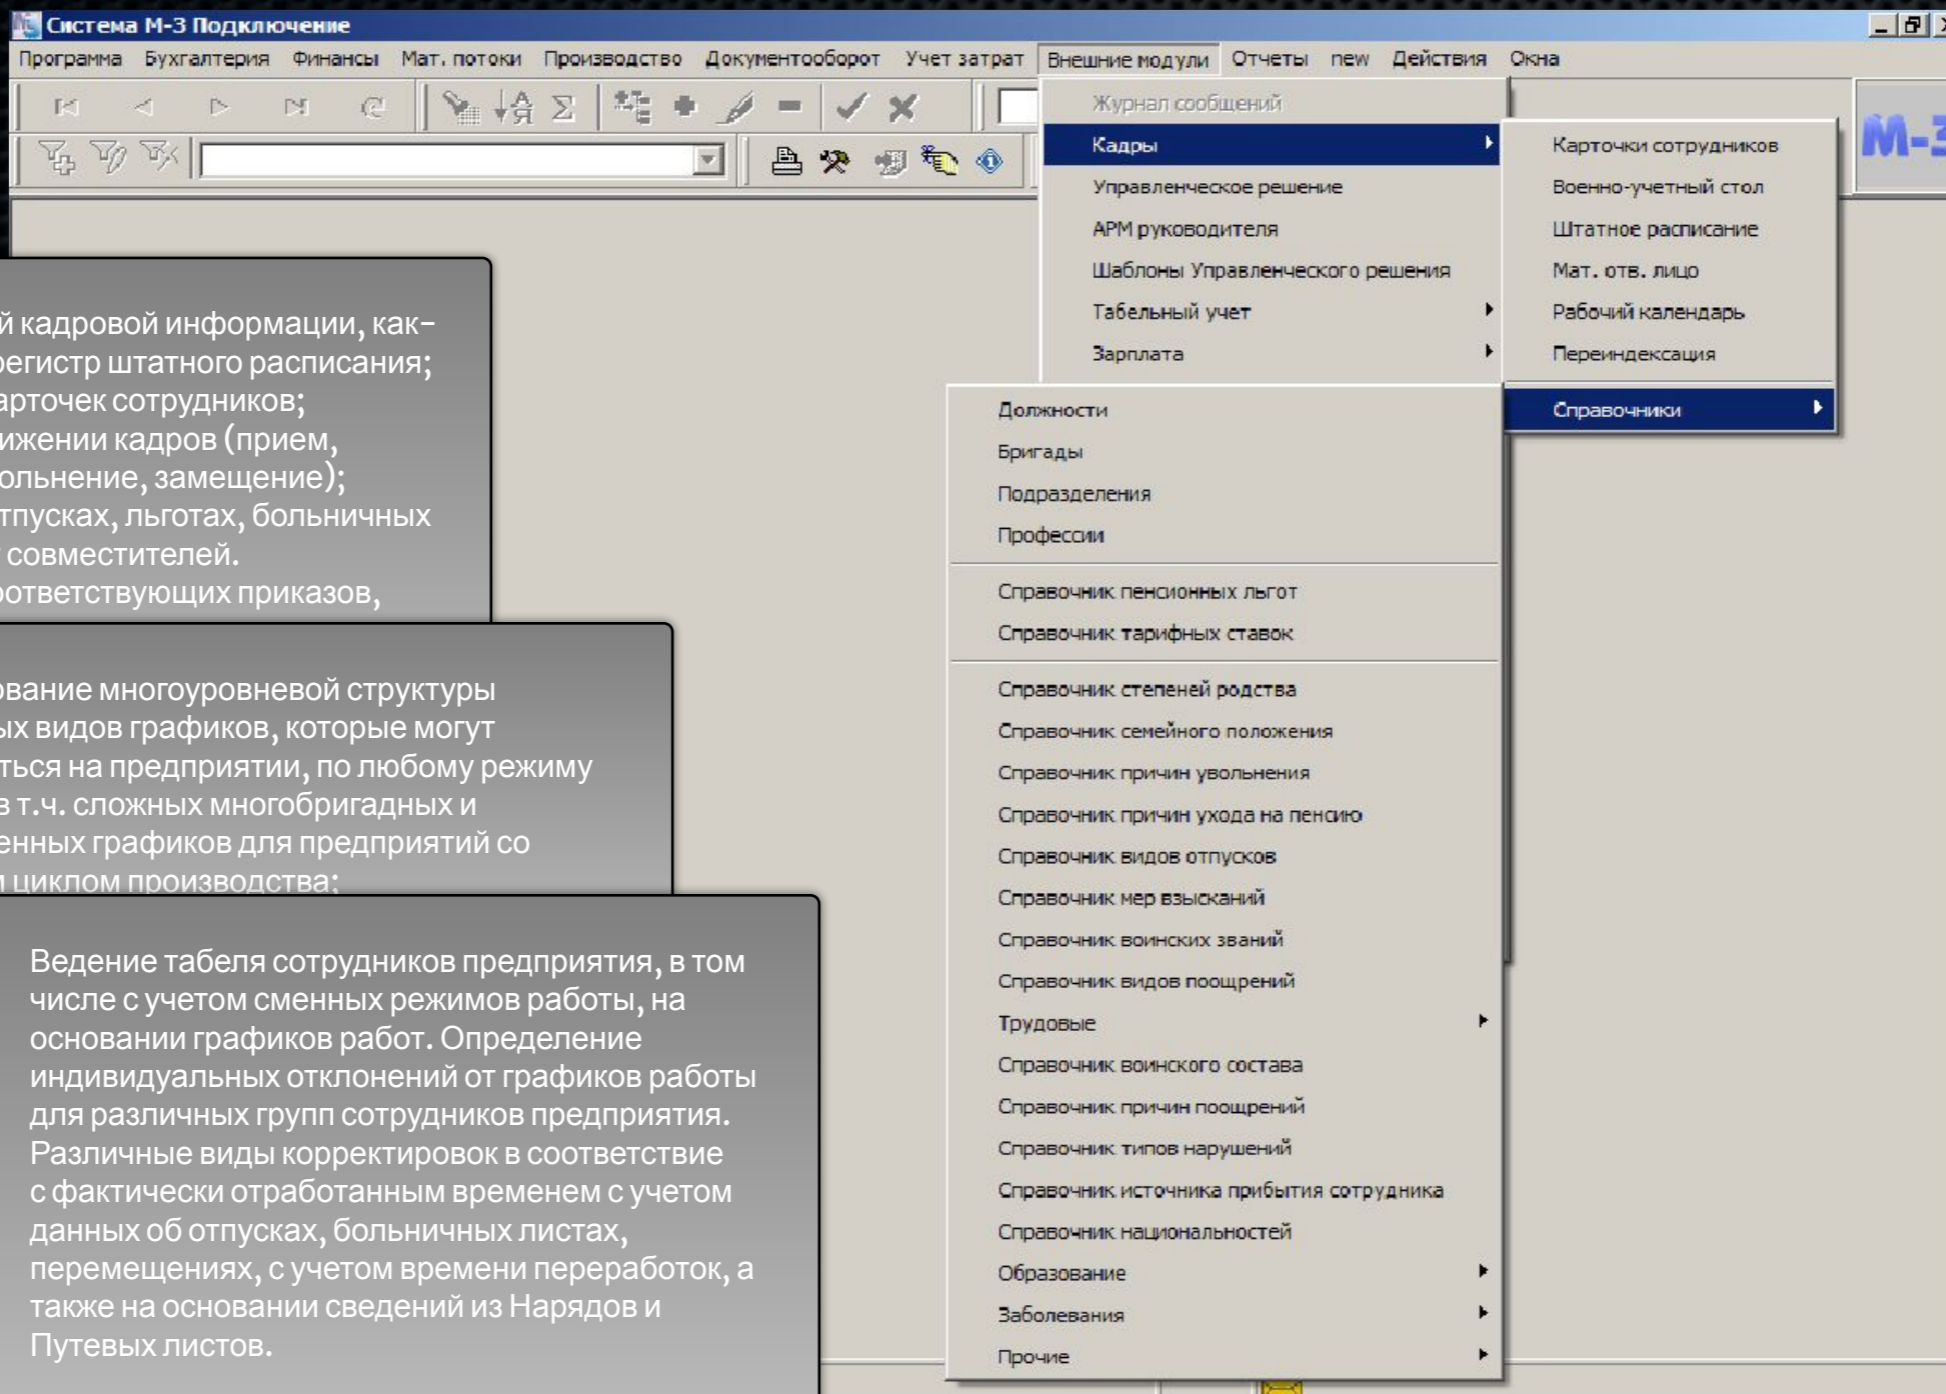 Система М-3 Подключение
Программа Бухгалтерия Финансы Мат. потоки Производство Документооборот Учет затрат Внешние модули Отчеты new Действия Окна
М-3
Журнал сообщений
Кадры
Управленческое решение
АРМ руководителя
Шаблоны Управленческого решения
Табельный учет
Зарплата
Карточки сотрудников
Военно-учетный стол
Штатное расписание
Мат. отв. лицо
Рабочий календарь
Переиндексация
Справочники
Должности
Бригады
Подразделения
Профессии
Справочник пенсионных льгот
Справочник тарифных ставок
Справочник степеней родства
Справочник семейного положения
Справочник причин увольнения
Справочник причин ухода на пенсию
Справочник видов отпусков
Справочник мер взысканий
Справочник воинских званий
Справочник видов поощрений
Трудовые
Справочник воинского состава
Справочник причин поощрений
Справочник типов нарушений
Справочник источника прибытия сотрудника
Справочник национальностей
Образование
Заболевания
Прочие
й кадровой информации, как-
регистр штатного расписания;
арточек сотрудников;
ижении кадров (прием,
ольнение, замещение);
тпусках, льготах, больничных
совместителей.
ответствующих приказов,
ование многоуровневой структуры
ых видов графиков, которые могут
ться на предприятии, по любому режиму
в т.ч. сложных многобригадных и
енных графиков для предприятий со
м циклом производства;
Ведение табеля сотрудников предприятия, в том
числе с учетом сменных режимов работы, на
основании графиков работ. Определение
индивидуальных отклонений от графиков работы
для различных групп сотрудников предприятия.
Различные виды корректировок в соответствие
с фактически отработанным временем с учетом
данных об отпусках, больничных листах,
перемещениях, с учетом времени переработок, а
также на основании сведений из Нарядов и
Путевых листов.